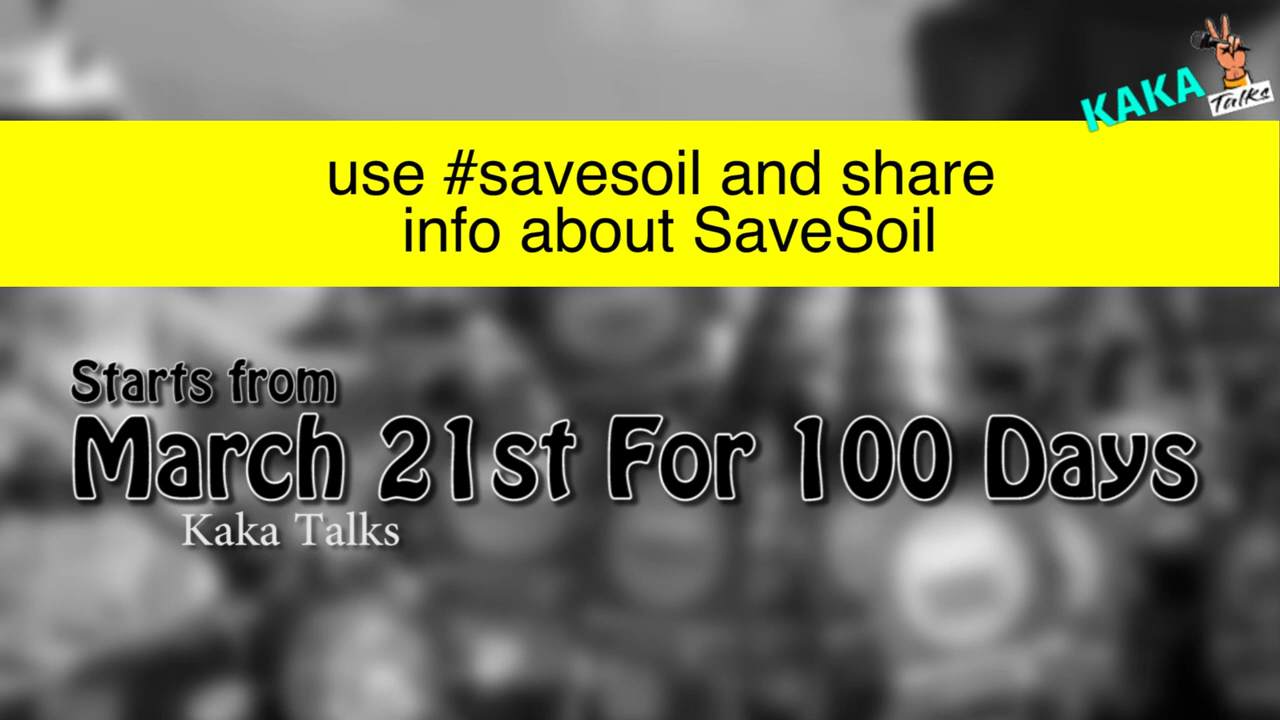 KAKA
Talks
use #savesoil and share
info about SaveSoil
Starts from
March 21st For 100 Days
Kaka Talks